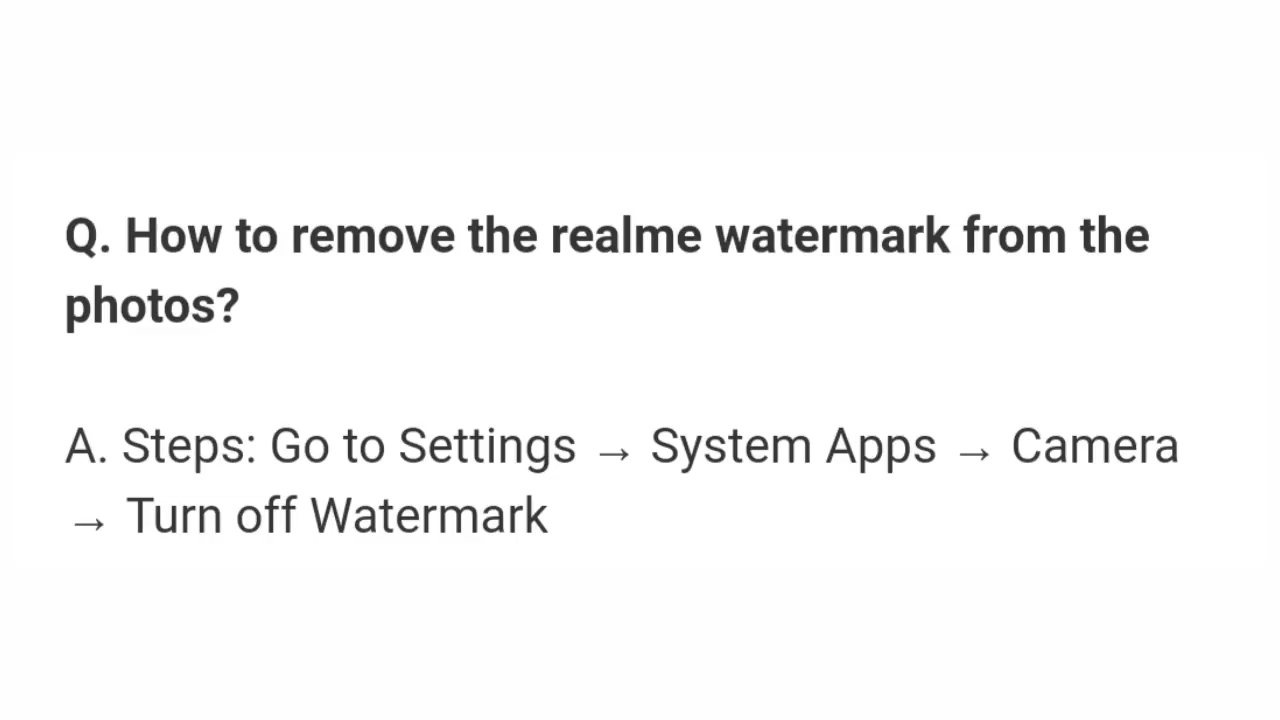 Q. How to remove the realme watermark from the
photos?
A. Steps: Go to Settings → System Apps → Camera
→ Turn off Watermark